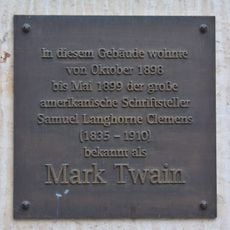 In diesem Gebäude wohnte
von Oktober 1898
bis Mai 1899 der große
amerikanische Schriftsteller
Samuel Langhorne Clemens
(1835 – 1910)
bekannt als
Mark Twain